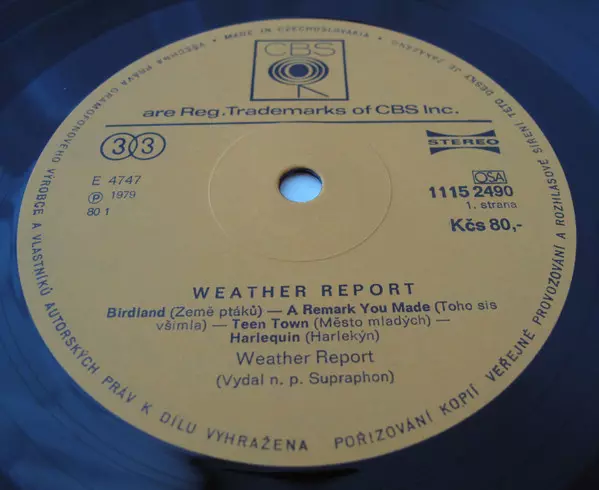 VŠECHNA PRÁVA GRAMOFONOVÉHO VÝROBCE A VLASTNÍKŮ AUTORSKÝCH PRÁV K DÍLU VYHRAŽENA
POŘIZOVÁNÍ KOPIÍ VEŘEJNÉ PROVOZOVÁNÍ A ROZHLASOVÉ ŠÍŘENÍ TÉTO DESKY JE ZAKÁZÁNO
• MADE IN CZECHOSLOVAKIA •
CBS
are Reg.Trademarks of CBS Inc.
33
STEREO
E 4747
Ⓟ 1979
80 1
OSA
1115 2490
1. strana
Kčs 80,-
WEATHER REPORT
Birdland (Země ptáků) — A Remark You Made (Toho sis
všimla) — Teen Town (Město mladých) —
Harlequin (Harlekýn)
Weather Report
(Vydal n. p. Supraphon)